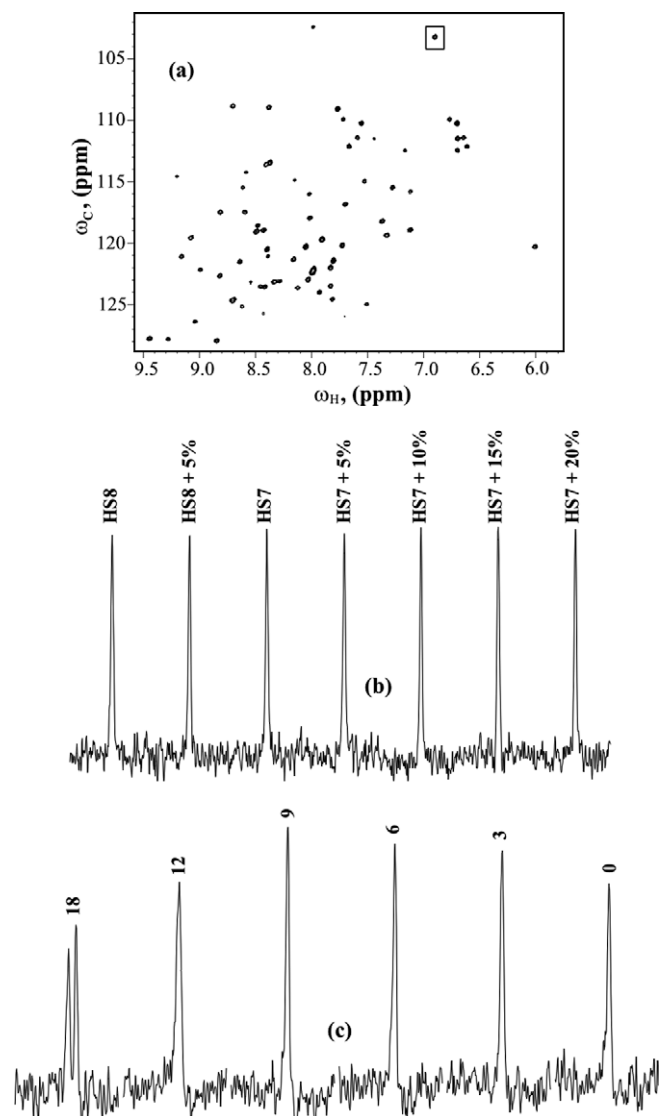 (a)
105
110
115
120
125
ωC, (ppm)
9.5 9.0 8.5 8.0 7.5 7.0 6.5 6.0
ωH, (ppm)
HS8
HS8 + 5%
HS7
HS7 + 5%
HS7 + 10%
HS7 + 15%
HS7 + 20%
(b)
18
12
9
6
3
0
(c)